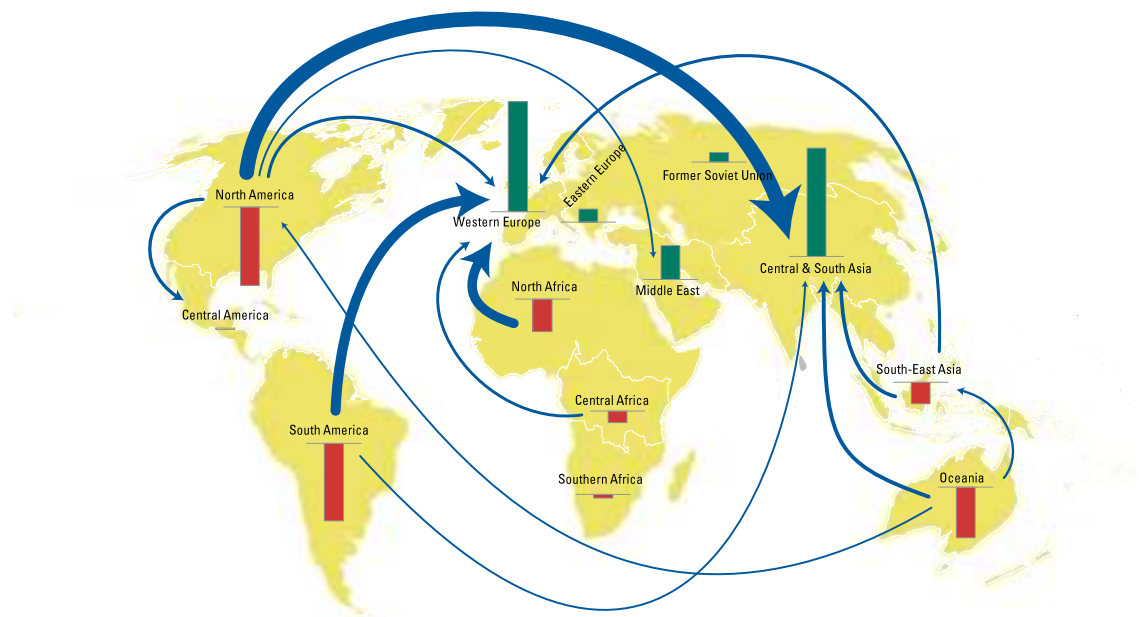 Eastern Europe
Former Soviet Union
North America
Western Europe
Central & South Asia
North Africa
Middle East
Central America
South-East Asia
Central Africa
South America
Southern Africa
Oceania